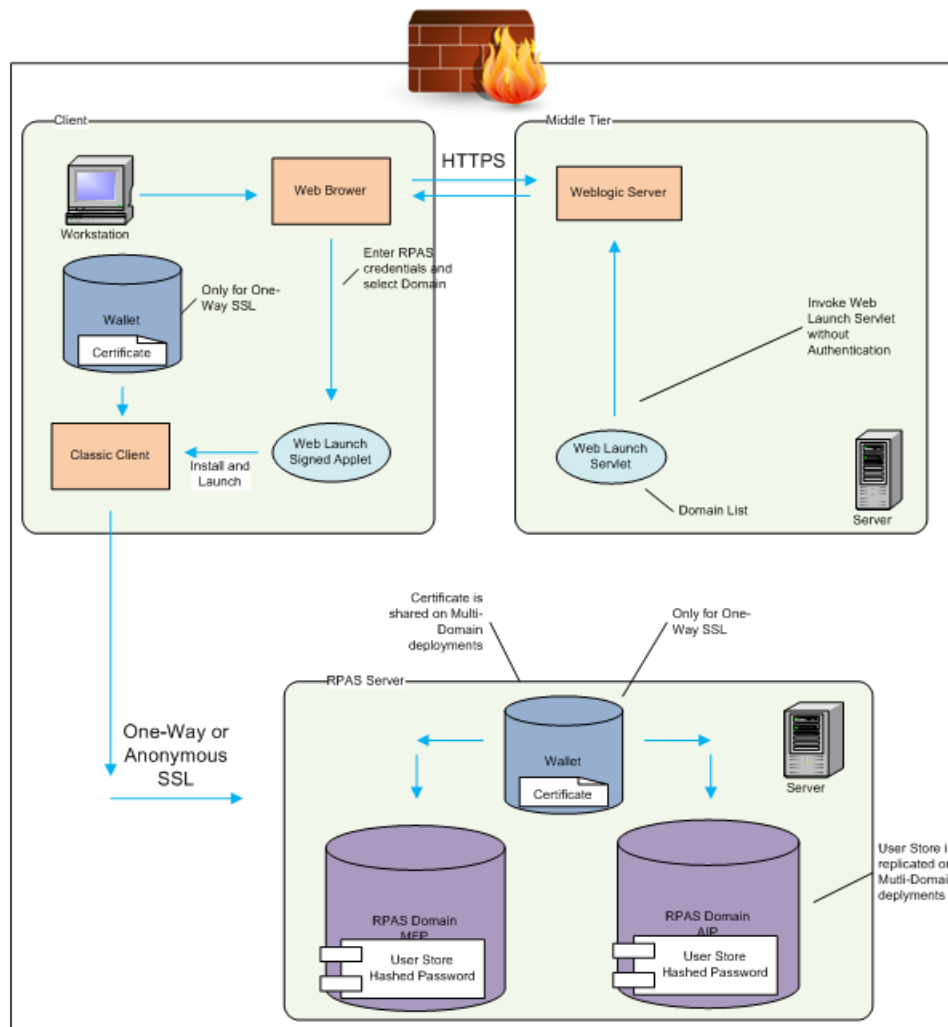 Client
Middle Tier
Workstation
Web Brower
HTTPS
Weblogic Server
Enter RPAS
credentials and
select Domain
Only for One-
Way SSL
Wallet
Certificate
Invoke Web
Launch Servlet
without
Authentication
Classic Client
Install and
Launch
Web Launch
Signed Applet
Web Launch
Servlet
Domain List
Server
Certificate is
shared on Multi-
Domain
deployments
Only for One-
Way SSL
RPAS Server
One-Way or
Anonymous
SSL
Wallet
Certificate
Server
RPAS Domain
MFP
User Store
Hashed Password
RPAS Domain
AIP
User Store
Hashed Password
User Store i
replicated o
Mutli-Domai
deplyments